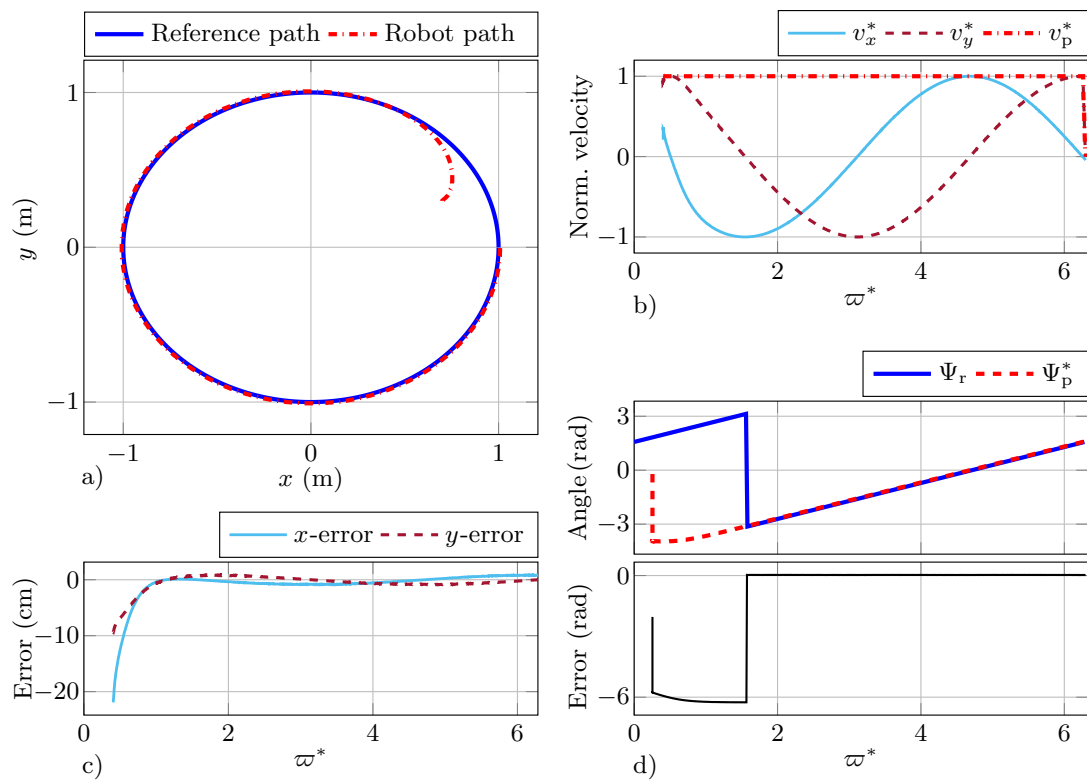 Reference path Robot path
1
0
−1
y (m)
−1 0 1
x (m)
a)
v*x v*y v*p
1
0
−1
Norm. velocity
0 2 4 6
ϖ*
b)
x-error y-error
0
−10
−20
Error (cm)
0 2 4 6
ϖ*
c)
Ψr Ψ*p
3
0
−3
Angle(rad)
0
−6
Error (rad)
0 2 4 6
ϖ*
d)